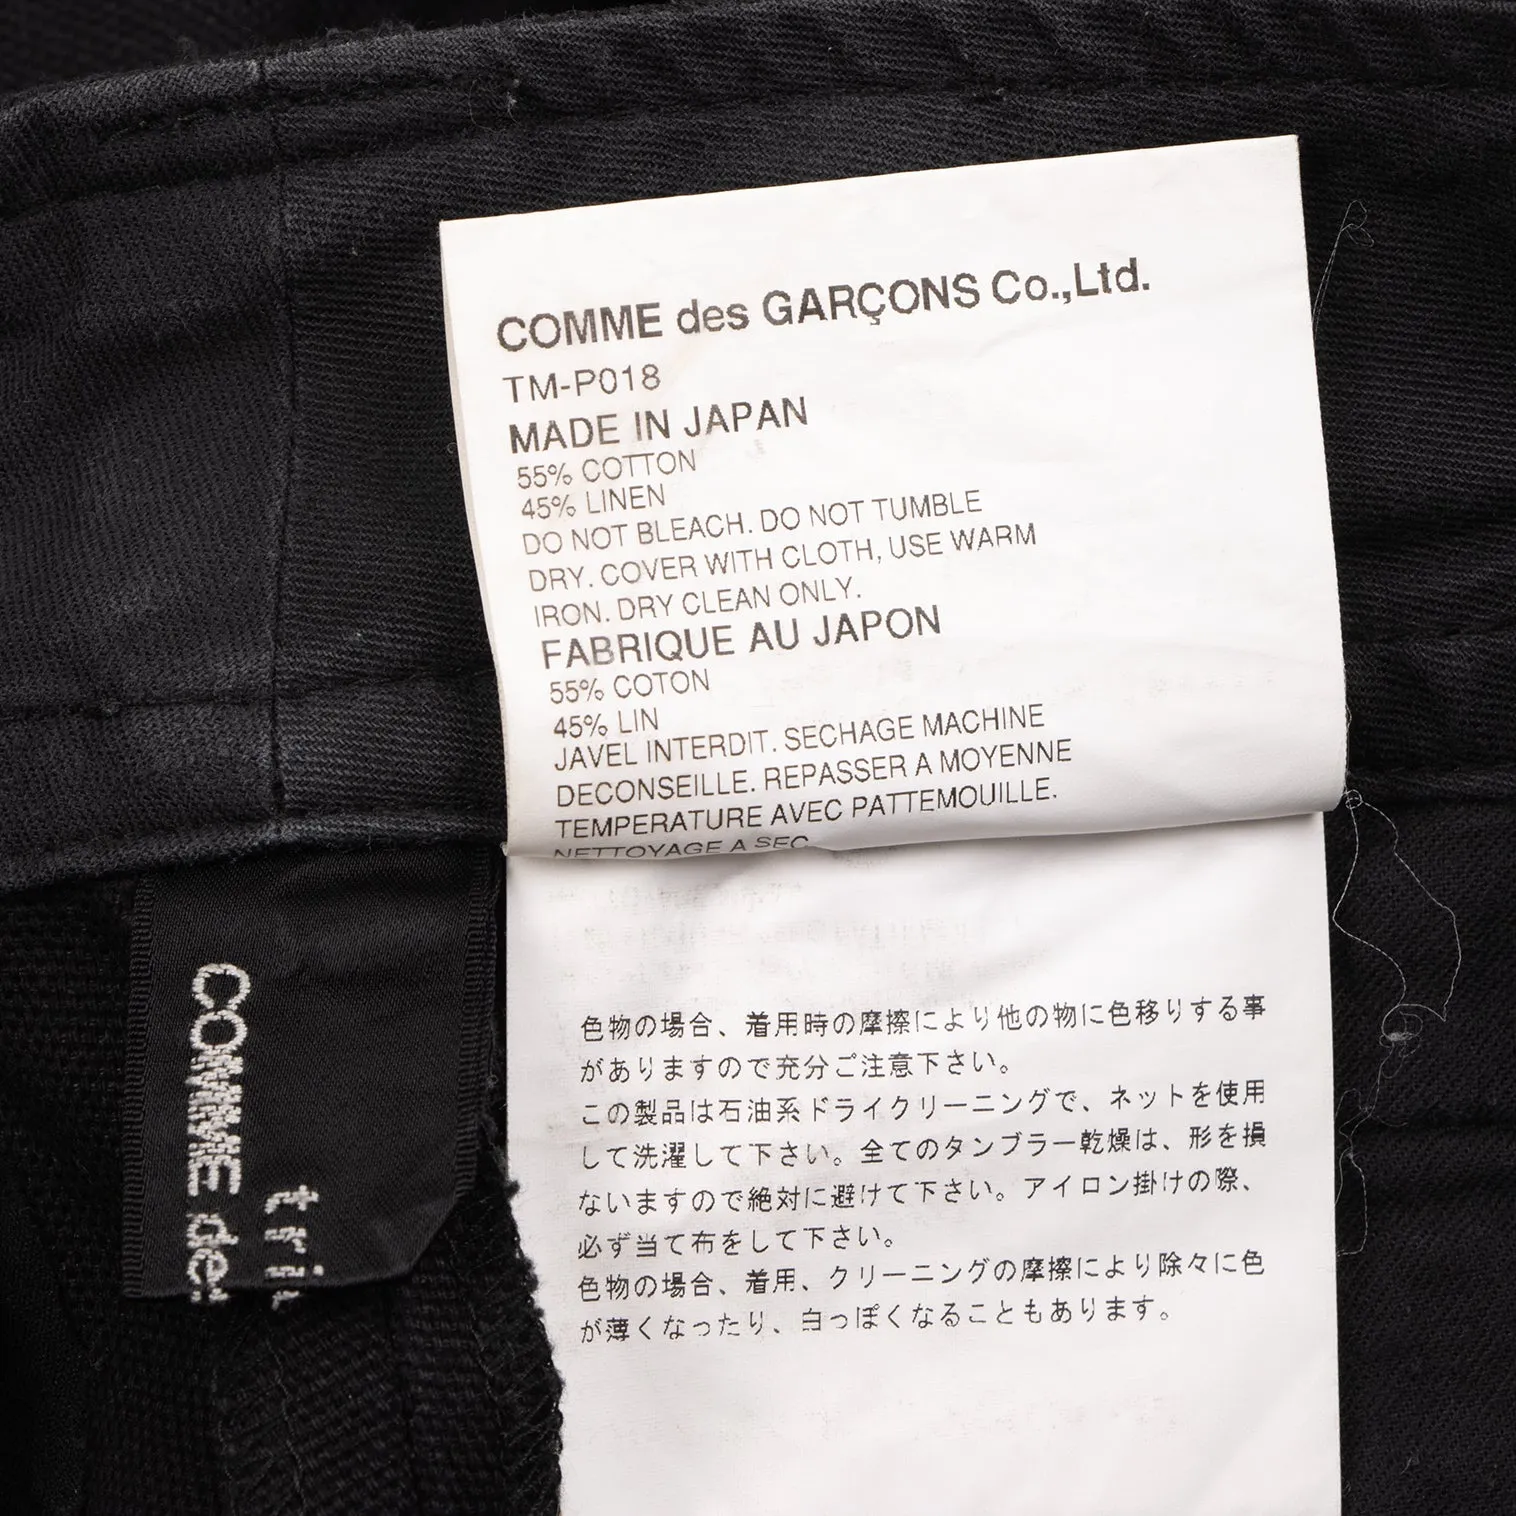 COMME des GARÇONS Co.,Ltd.
TM-P018
MADE IN JAPAN
55% COTTON
45% LINEN
DO NOT BLEACH. DO NOT TUMBLE
DRY. COVER WITH CLOTH, USE WARM
IRON. DRY CLEAN ONLY.
FABRIQUE AU JAPON
55% COTON
45% LIN
JAVEL INTERDIT. SECHAGE MACHINE
DECONSEILLE. REPASSER A MOYENNE
TEMPERATURE AVEC PATTEMOUILLE.
NETTOYAGE A SEC
色物の場合、着用時の摩擦により他の物に色移りする事
がありますので充分ご注意下さい。
この製品は石油系ドライクリーニングで、ネットを使用
して洗濯して下さい。全てのタンブラー乾燥は、形を損
ないますので絶対に避けて下さい。アイロン掛けの際、
必ず当て布をして下さい。
色物の場合、着用、クリーニングの摩擦により除々に色
が薄くなったり、白っぽくなることもあります。
tri
COMME de